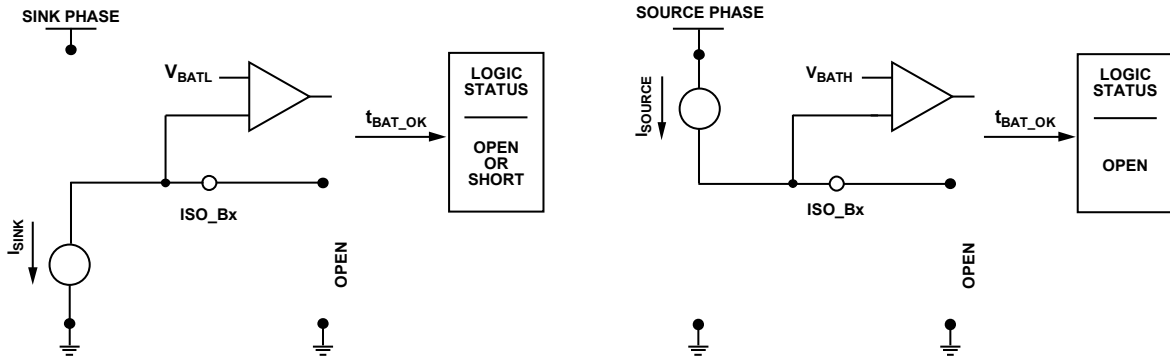 SINK PHASE
V_BATL
I_SINK
ISO_Bx
OPEN
t_BAT_OK
LOGIC
STATUS
OPEN
OR
SHORT
SOURCE PHASE
I_SOURCE
V_BATH
ISO_Bx
OPEN
t_BAT_OK
LOGIC
STATUS
OPEN